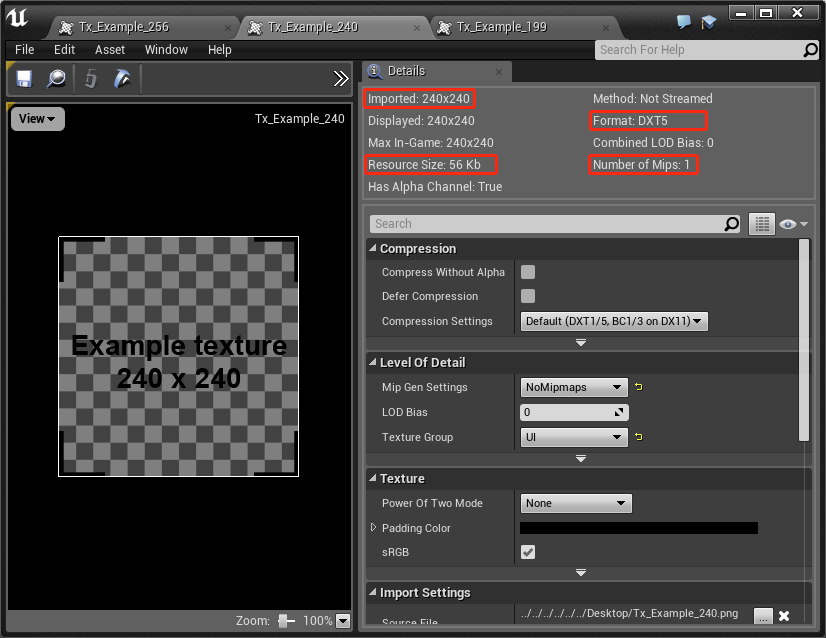 Tx_Example_256
Tx_Example_240
Tx_Example_199
File Edit Asset Window Help
Search For Help
View
Tx_Example_240
Example texture
240 x 240
Zoom: 100%
Details
Imported: 240x240
Method: Not Streamed
Displayed: 240x240
Format: DXT5
Max In-Game: 240x240
Combined LOD Bias: 0
Resource Size: 56 Kb
Number of Mips: 1
Has Alpha Channel: True
Search
Compression
Compress Without Alpha
Defer Compression
Compression Settings Default (DXT1/5, BC1/3 on DX11)
Level Of Detail
Mip Gen Settings NoMipmaps
LOD Bias 0
Texture Group UI
Texture
Power Of Two Mode None
Padding Color
sRGB
Import Settings
Source File ../../../../../../Desktop/Tx_Example_240.png ...